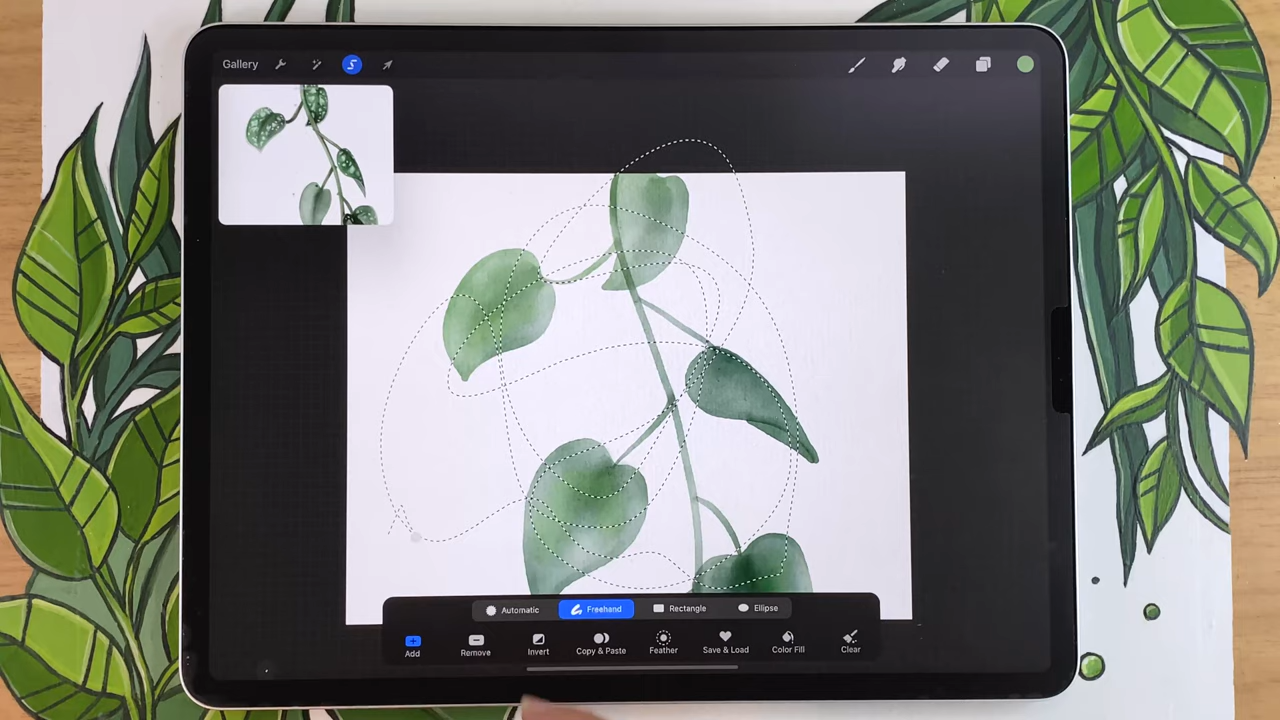 Gallery
Automatic Freehand Rectangle Ellipse
Add Remove Invert Copy & Paste Feather Save & Load Color Fill Clear